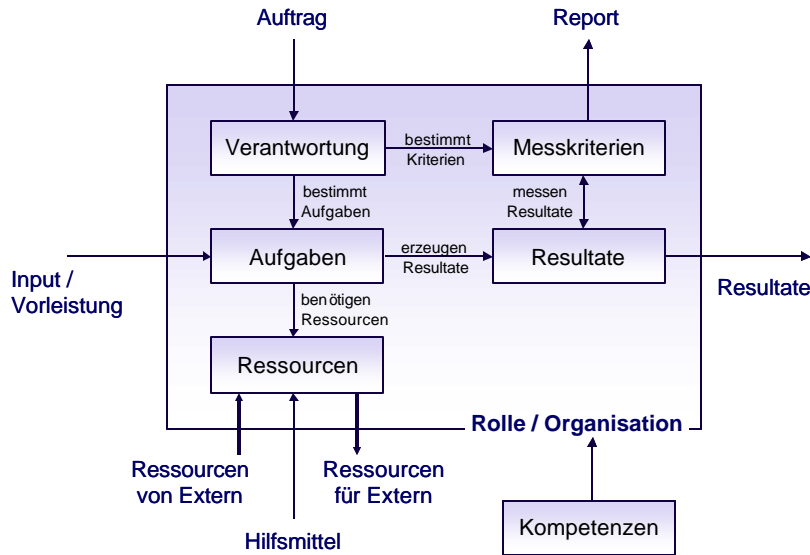 Auftrag
Report
Verantwortung
bestimmt
Kriterien
Messkriterien
bestimmt
Aufgaben
messen
Resultate
Input /
Vorleistung
Aufgaben
erzeugen
Resultate
Resultate
Resultate
benötigen
Ressourcen
Ressourcen
Rolle / Organisation
Ressourcen
von Extern
Ressourcen
für Extern
Hilfsmittel
Kompetenzen